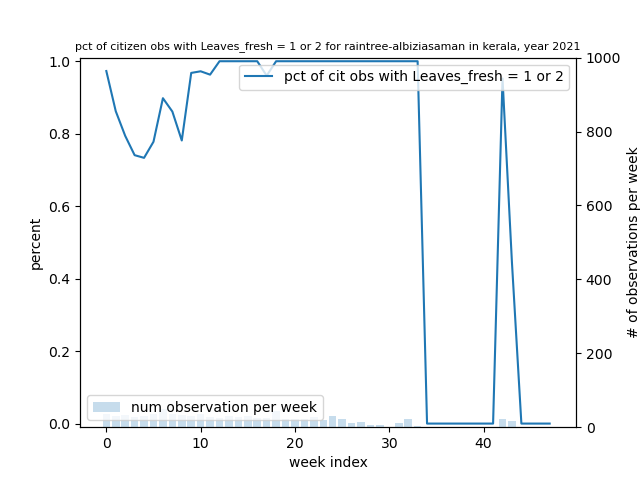 pct of citizen obs with Leaves_fresh = 1 or 2 for raintree-albiziasaman in kerala, year 2021
pct of cit obs with Leaves_fresh = 1 or 2
num observation per week
percent
1.0
0.8
0.6
0.4
0.2
0.0
0 10 20 30 40
week index
1000
800
600
400
200
0
# of observations per week